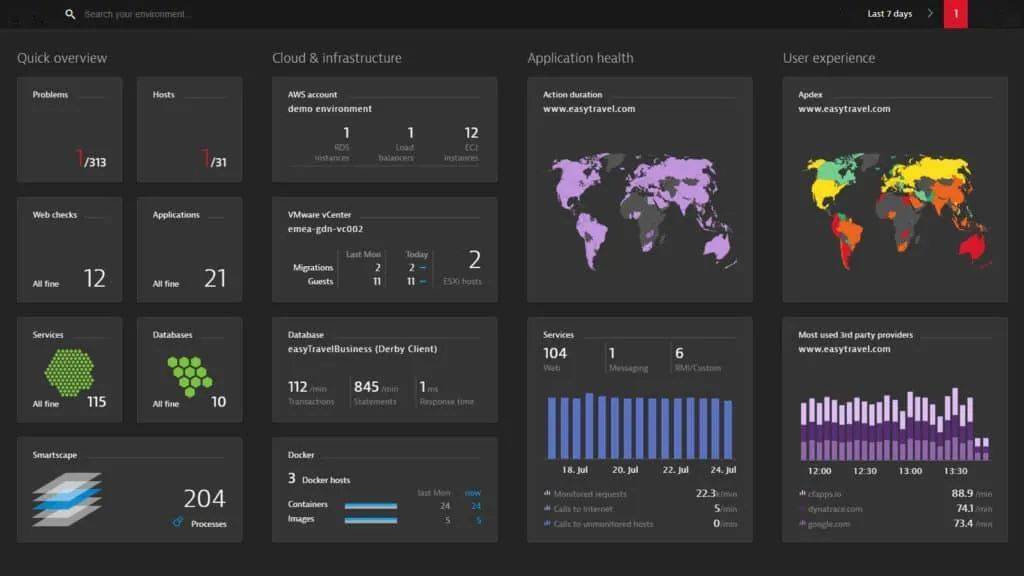 Search your environment...
Last 7 days
1
Quick overview
Cloud & infrastructure
Application health
User experience
Problems
1/313
Hosts
1/31
Web checks
All fine 12
Applications
All fine 21
Services
All fine 115
Databases
All fine 10
Smartscape
204
Processes
AWS account
demo environment
1 1 12
RDS Load EC2
instances balancers instances
VMware vCenter
emea-gdn-vc002
Last Mon Today
Migrations 2 2
Guests 11 11
2
ESXi hosts
Database
easyTravelBusiness (Derby Client)
112 /min 845 /min 1 ms
Transactions Statements Response time
Docker
3 Docker hosts
last Mon now
Containers 24 24
Images 5 5
Action duration
www.easytravel.com
Services
104 1 6
Web Messaging RMI/Custom
18. Jul 20. Jul 22. Jul 24. Jul
Monitored requests 22.3k/min
Calls to Internet 5/min
Calls to unmonitored hosts 0/min
Apdex
www.easytravel.com
Most used 3rd party providers
www.easytravel.com
12:00 12:30 13:00 13:30
cfapps.io 88.9 /min
dynatrace.com 74.1 /min
google.com 73.4 /min